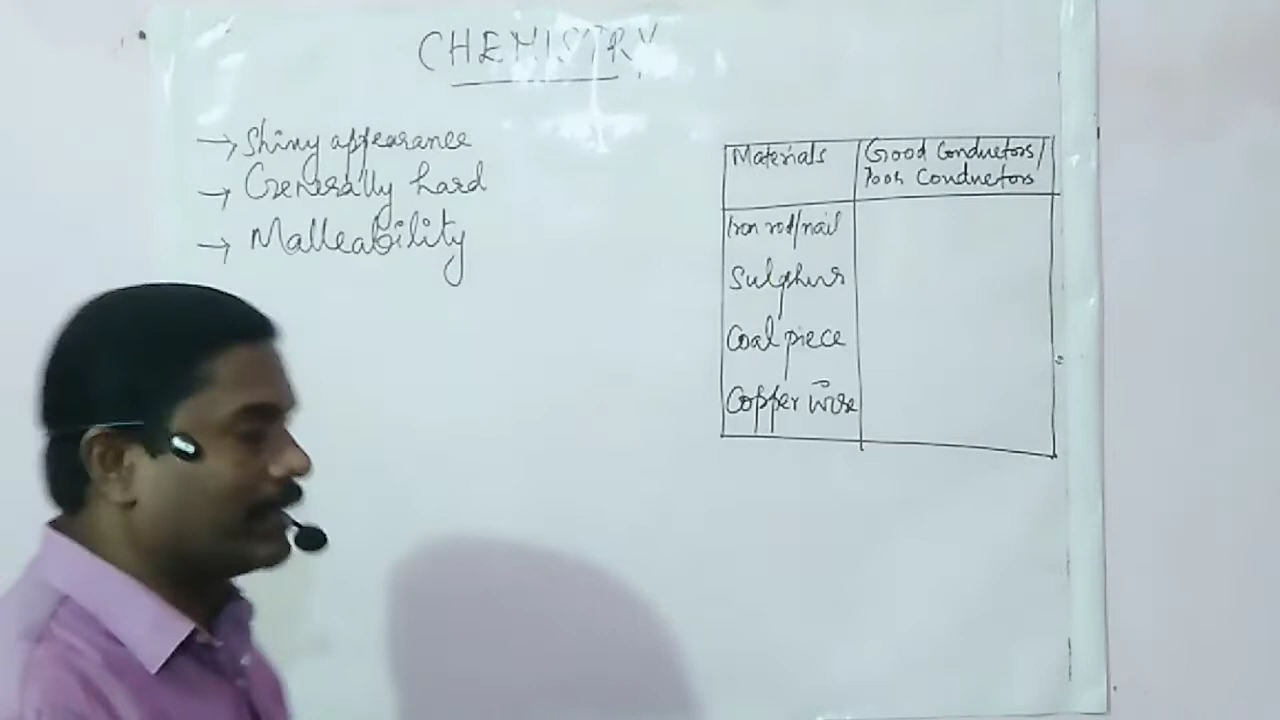 CHEMISTRY
→ Shiny appearance
→ Generally hard
→ Malleability
Materials
Good Conductors/
Poor Conductors
Iron rod/nail
Sulphur
Coal piece
Copper wire